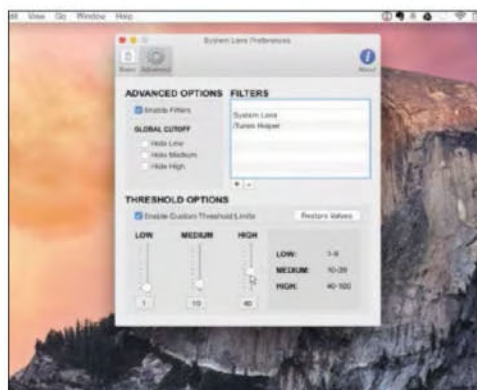 View Go Window Help
System Lens Preferences
Basic Advanced
About
ADVANCED OPTIONS
Enable Filters
GLOBAL CUTOFF
Hide Low
Hide Medium
Hide High
FILTERS
System Lens
iTunes Helper
+ -
THRESHOLD OPTIONS
Enable Custom Threshold Limits
Restore Values
LOW MEDIUM HIGH
1 10 40
LOW: 1-9
MEDIUM: 10-39
HIGH: 40-100